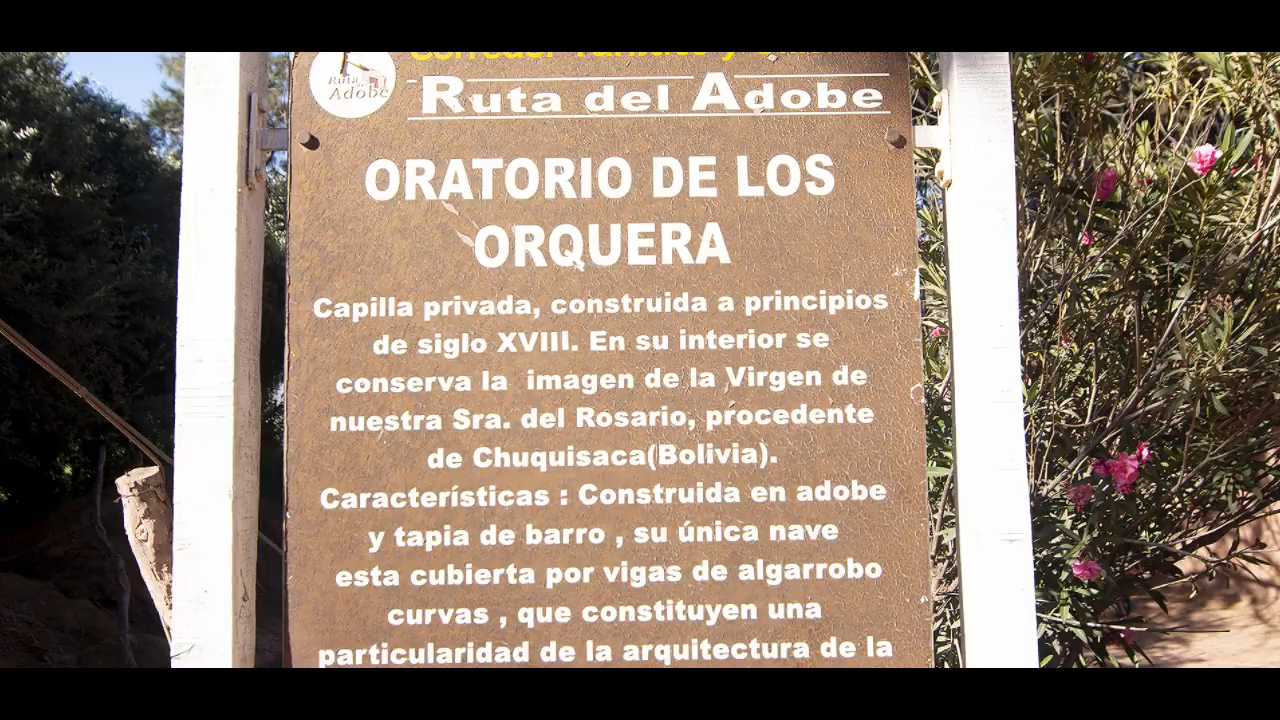 Ruta del Adobe
Ruta del Adobe
ORATORIO DE LOS
ORQUERA
Capilla privada, construida a principios
de siglo XVIII. En su interior se
conserva la imagen de la Virgen de
nuestra Sra. del Rosario, procedente
de Chuquisaca(Bolivia).
Características : Construida en adobe
y tapia de barro , su única nave
esta cubierta por vigas de algarrobo
curvas , que constituyen una
particularidad de la arquitectura de la